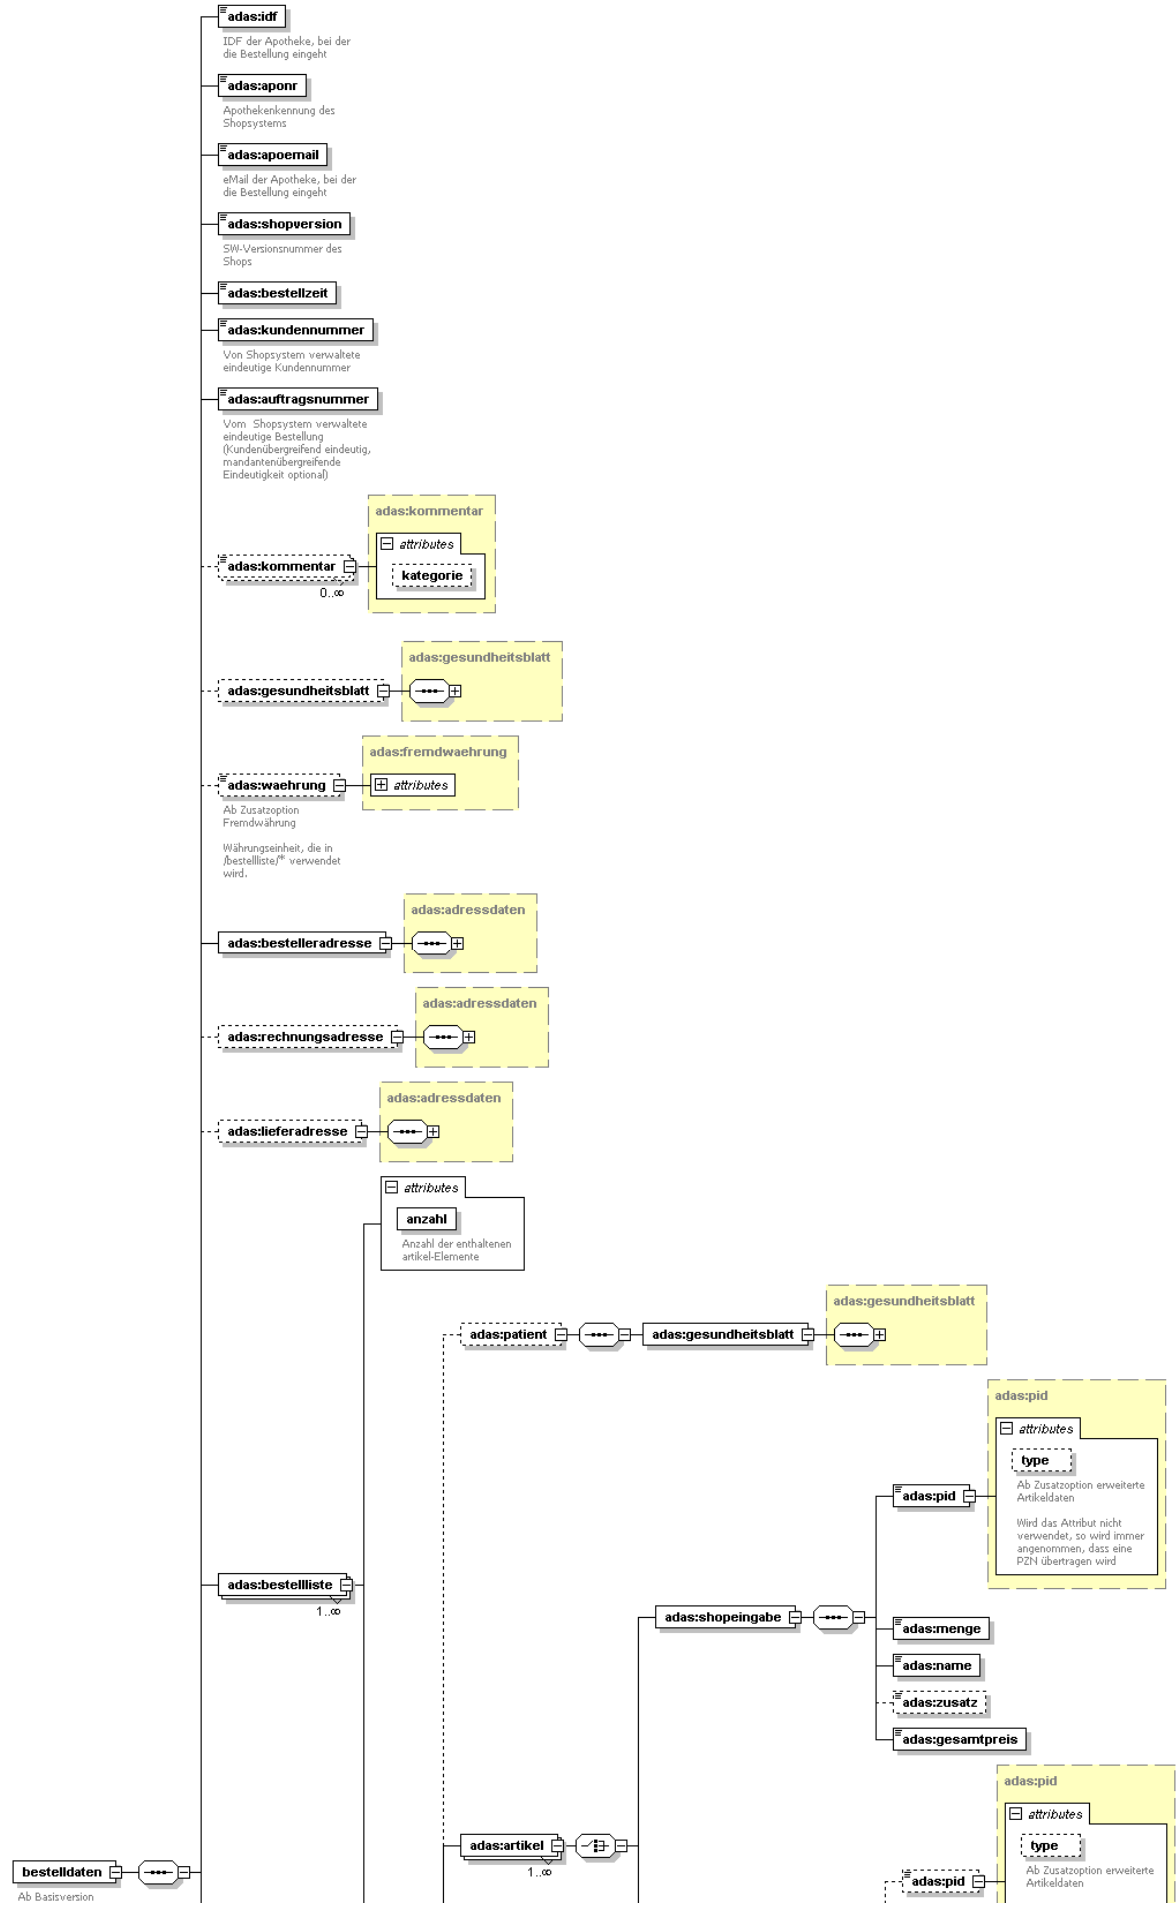 adas:idf
IDF der Apotheke, bei der
die Bestellung eingeht
adas:aponr
Apothekenkennung des
Shopsystems
adas:apoemail
eMail der Apotheke, bei der
die Bestellung eingeht
adas:shopversion
SW-Versionsnummer des
Shops
adas:bestellzeit
adas:kundennummer
Von Shopsystem verwaltete
eindeutige Kundennummer
adas:auftragsnummer
Vom Shopsystem verwaltete
eindeutige Bestellung
(Kundenübergreifend eindeutig,
mandantenübergreifende
Eindeutigkeit optional)
adas:kommentar
attributes
adas:kommentar
kategorie
0..∞
adas:gesundheitsblatt
adas:gesundheitsblatt
adas:fremdwaehrung
adas:waehrung
attributes
Ab Zusatzoption
Fremdwährung
Währungseinheit, die in
/bestellliste/* verwendet
wird.
adas:adressdaten
adas:bestelleradresse
adas:adressdaten
adas:rechnungsadresse
adas:adressdaten
adas:lieferadresse
attributes
anzahl
Anzahl der enthaltenen
artikel-Elemente
adas:gesundheitsblatt
adas:patient
adas:gesundheitsblatt
adas:pid
attributes
type
Ab Zusatzoption erweiterte
Artikeldaten
adas:pid
Wird das Attribut nicht
verwendet, so wird immer
angenommen, dass eine
PZN übertragen wird
adas:bestellliste
1..∞
adas:shopeingabe
adas:menge
adas:name
adas:zusatz
adas:gesamtpreis
adas:pid
attributes
adas:artikel
type
1..∞
bestelldaten
Ab Zusatzoption erweiterte
Artikeldaten
adas:pid
Ab Basisversion